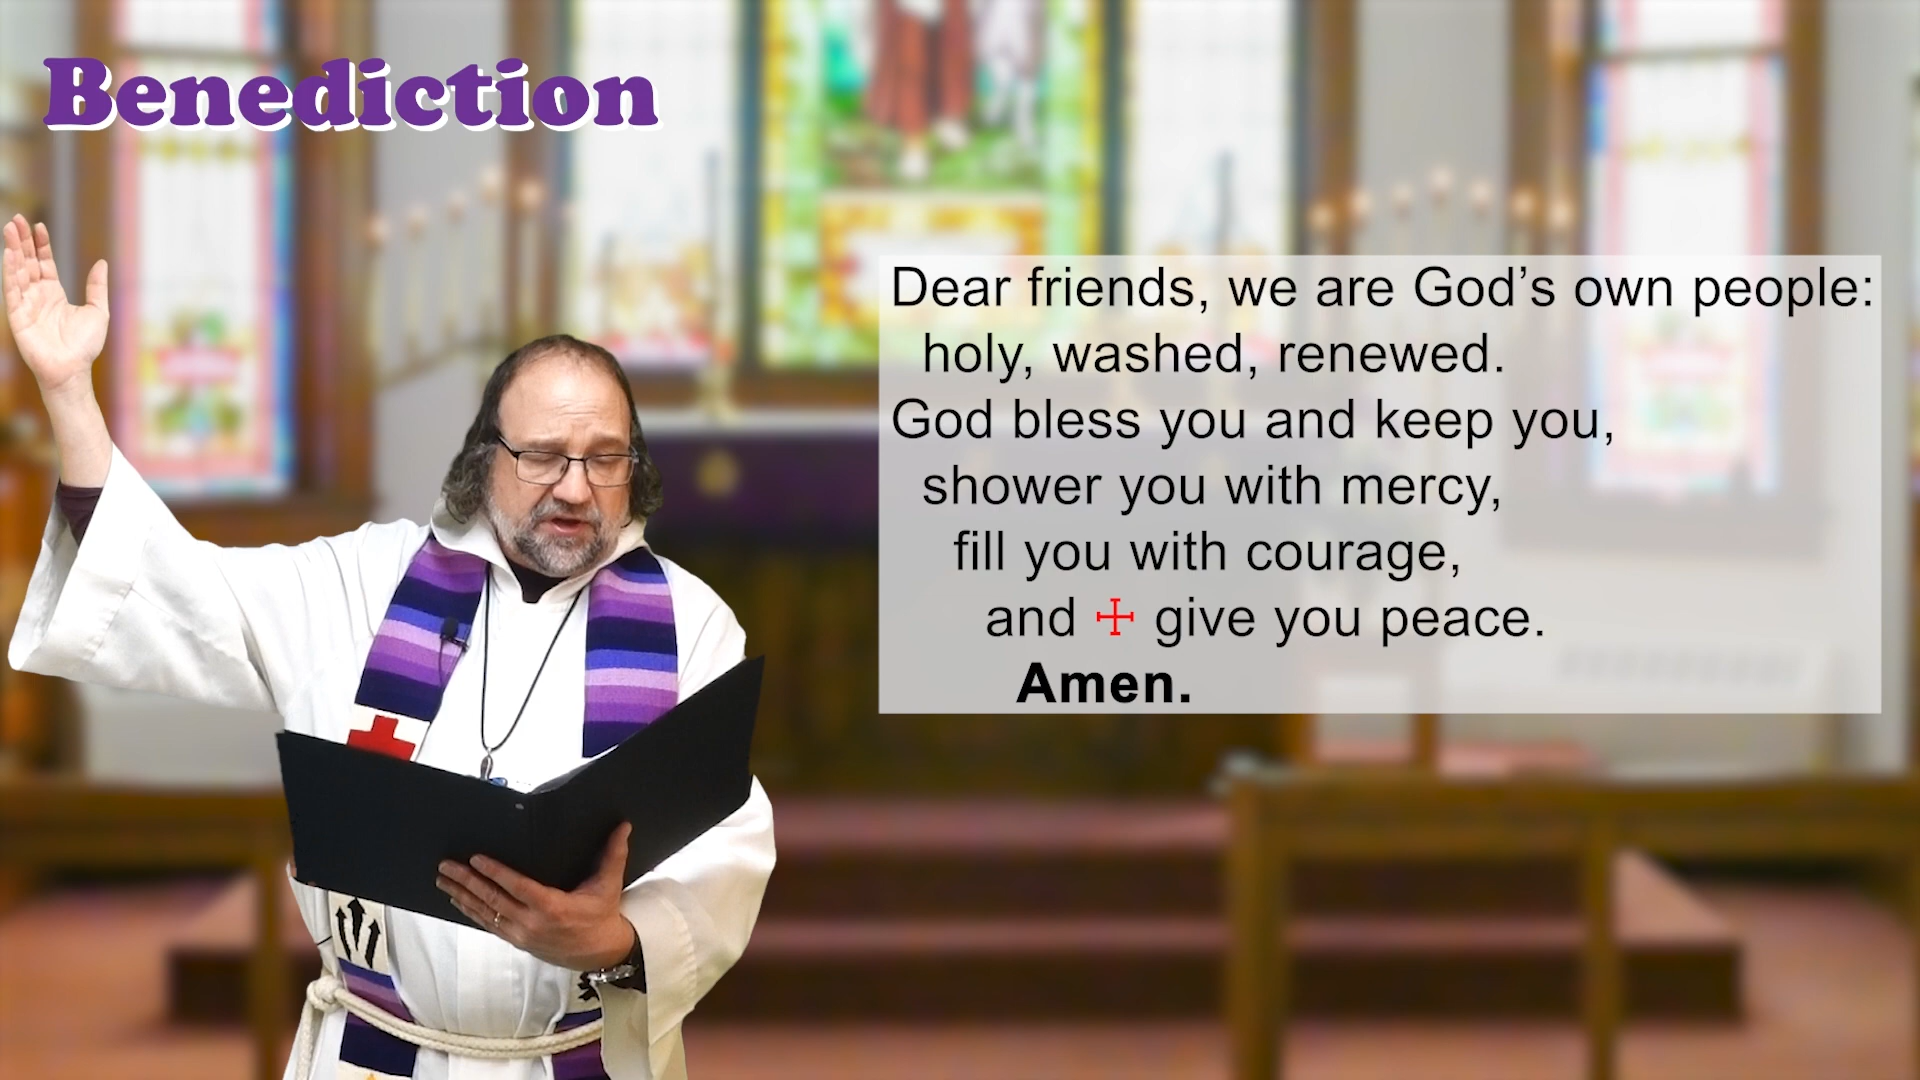 Benediction
Dear friends, we are God’s own people:
holy, washed, renewed.
God bless you and keep you,
shower you with mercy,
fill you with courage,
and ☩ give you peace.
Amen.